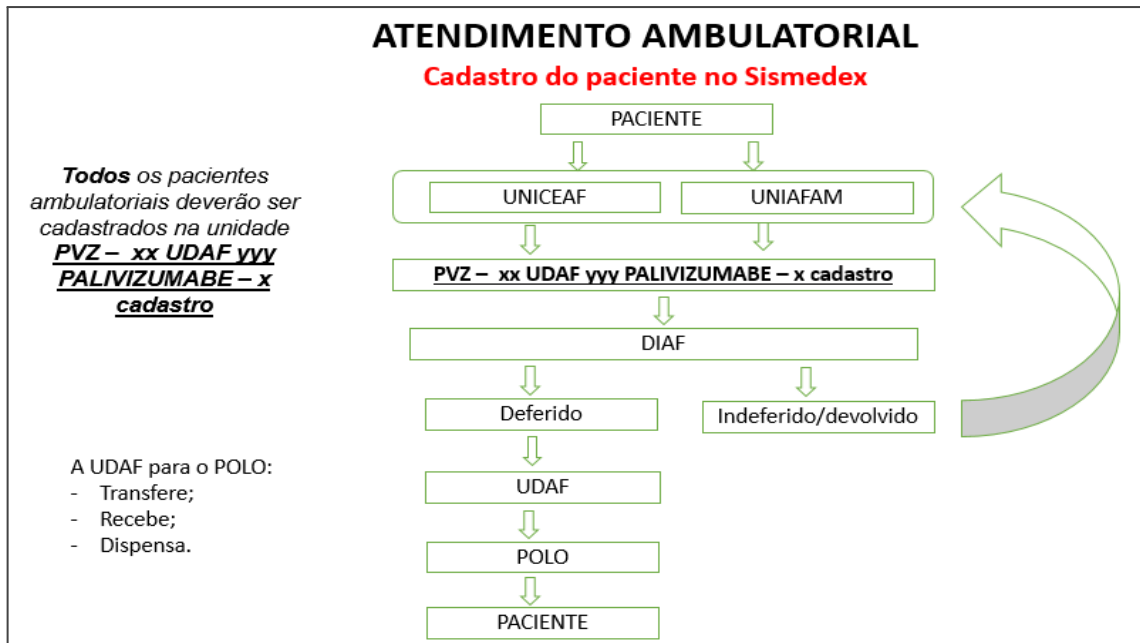 ATENDIMENTO AMBULATORIAL
Cadastro do paciente no Sismedex
PACIENTE
Todos os pacientes
ambulatoriais deverão ser
cadastrados na unidade
PVZ – xx UDAF yyy
PALIVIZUMABE – x
cadastro
UNICEAF
UNIAFAM
PVZ – xx UDAF yyy PALIVIZUMABE – x cadastro
DIAF
Deferido
Indeferido/devolvido
A UDAF para o POLO:
- Transfere;
- Recebe;
- Dispensa.
UDAF
POLO
PACIENTE